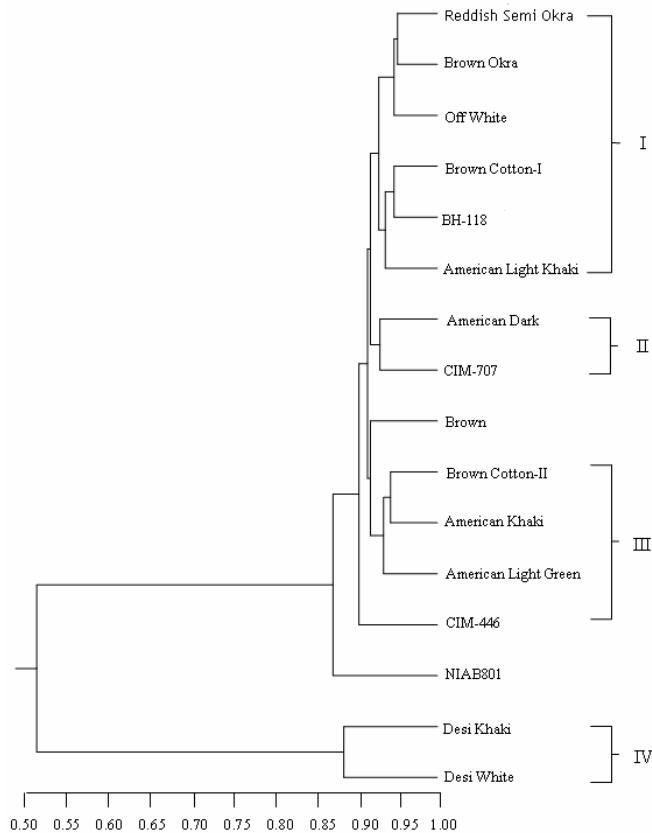 Reddish Semi Okra
Brown Okra
Off White
I
Brown Cotton-I
BH-118
American Light Khaki
American Dark
II
CIM-707
Brown
Brown Cotton-II
American Khaki
III
American Light Green
CIM-446
NIAB801
Desi Khaki
IV
Desi White
0.50 0.55 0.60 0.65 0.70 0.75 0.80 0.85 0.90 0.95 1.00